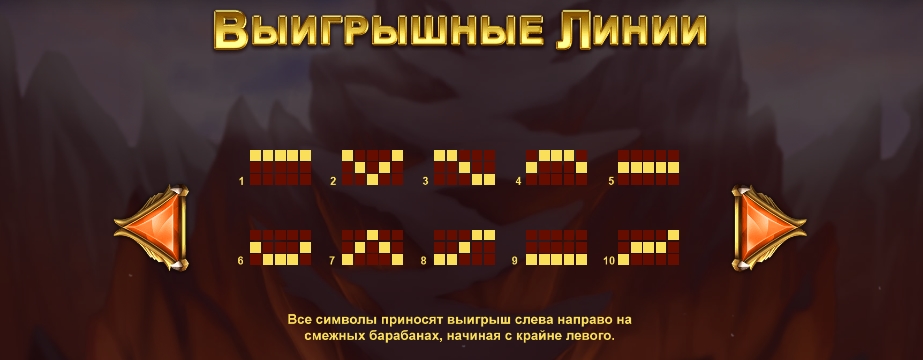 Выигрышные Линии
1 2 3 4 5
6 7 8 9 10
Все символы приносят выигрыш слева направо на
смежных барабанах, начиная с крайне левого.